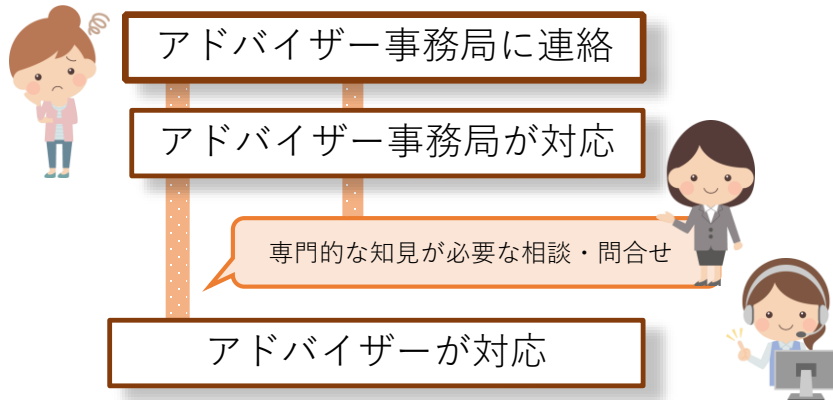 アドバイザー事務局に連絡
アドバイザー事務局が対応
専門的な知見が必要な相談・問合せ
アドバイザーが対応